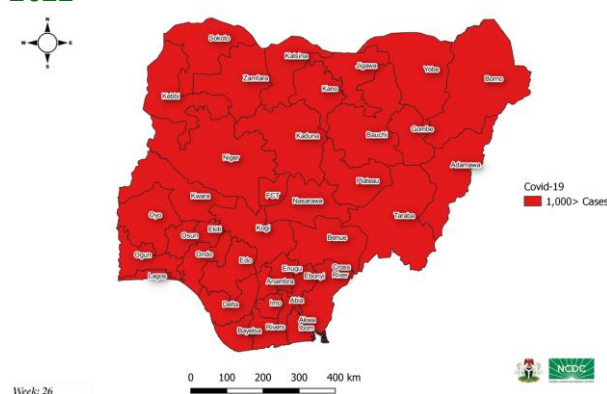 N
W E
S
Sokoto
Katsina
Jigawa
Yobe
Borno
Zamfara
Kano
Kebbi
Kaduna
Bauchi
Gombe
Niger
Adamawa
Plateau
Covid-19
1,000> Cases
Kwara
FCT
Nasarawa
Oyo
Taraba
Ekiti
Kogi
Osun
Benue
Ogun
Ondo
Edo
Lagos
Enugu
Ebonyi
Cross
River
Anambra
Delta
Imo
Abia
Bayelsa
Rivers
Akwa
Ibom
NCDC
Week: 26
0 100 200 300 400 km